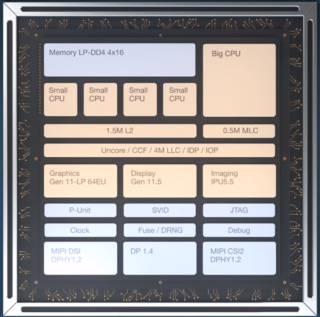 Memory LP-DD4 4x16
Big CPU
Small
CPU
Small
CPU
Small
CPU
Small
CPU
1.5M L2
0.5M MLC
Uncore / CCF / 4M LLC / IDP / IOP
Graphics
Gen 11-LP 64EU
Display
Gen 11.5
Imaging
IPU5.5
P-Unit
SVID
JTAG
Clock
Fuse / DRNG
Debug
MIPI DSI
DPHY1.2
DP 1.4
MIPI CSI2
DPHY1.2